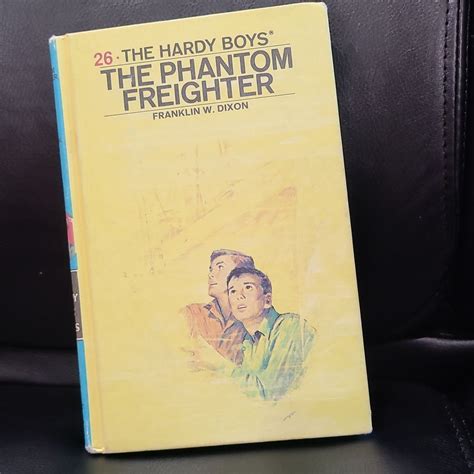 26 · THE HARDY BOYS®
THE PHANTOM
FREIGHTER
FRANKLIN W. DIXON